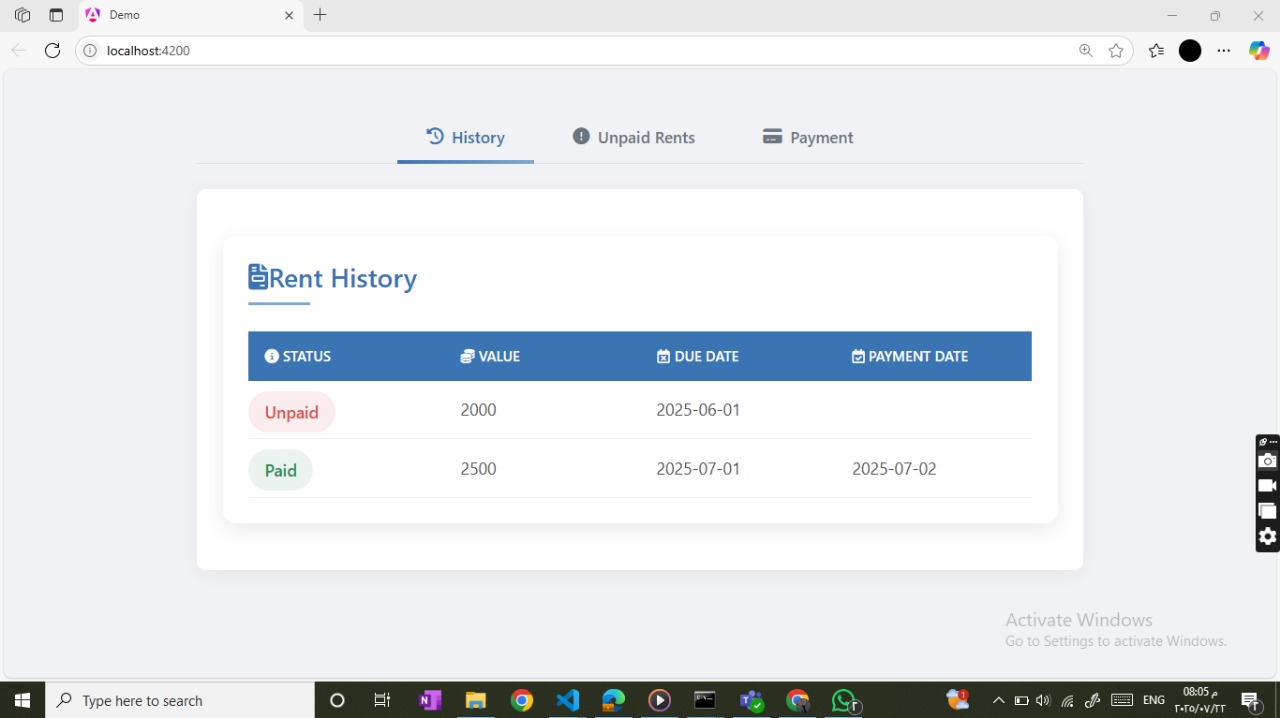 Demo
localhost:4200
History
Unpaid Rents
Payment
Rent History
STATUS VALUE DUE DATE PAYMENT DATE
Unpaid 2000 2025-06-01
Paid 2500 2025-07-01 2025-07-02
Activate Windows
Go to Settings to activate Windows.
Type here to search
N
1
ENG
08:05 م
٢٠٢٥/٠٧/٢٢